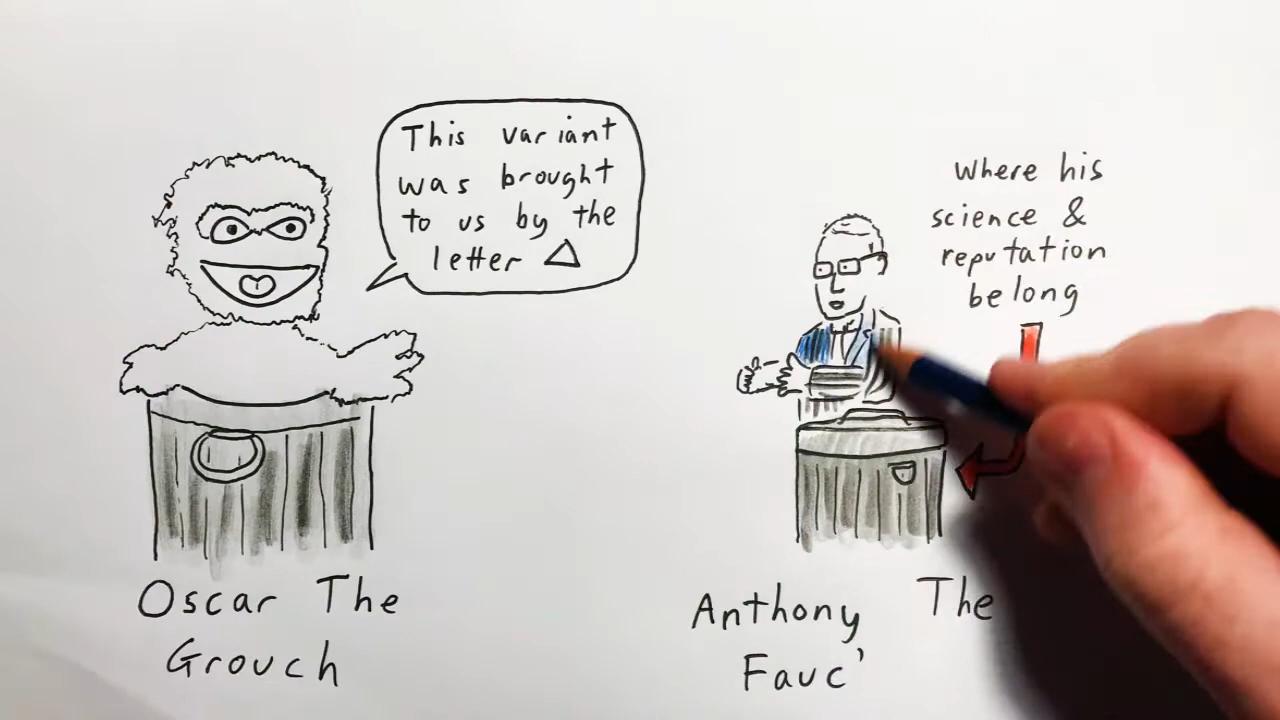 This variant
was brought
to us by the
letter △
where his
science &
reputation
belong
Oscar The
Grouch
Anthony The
Fauc'